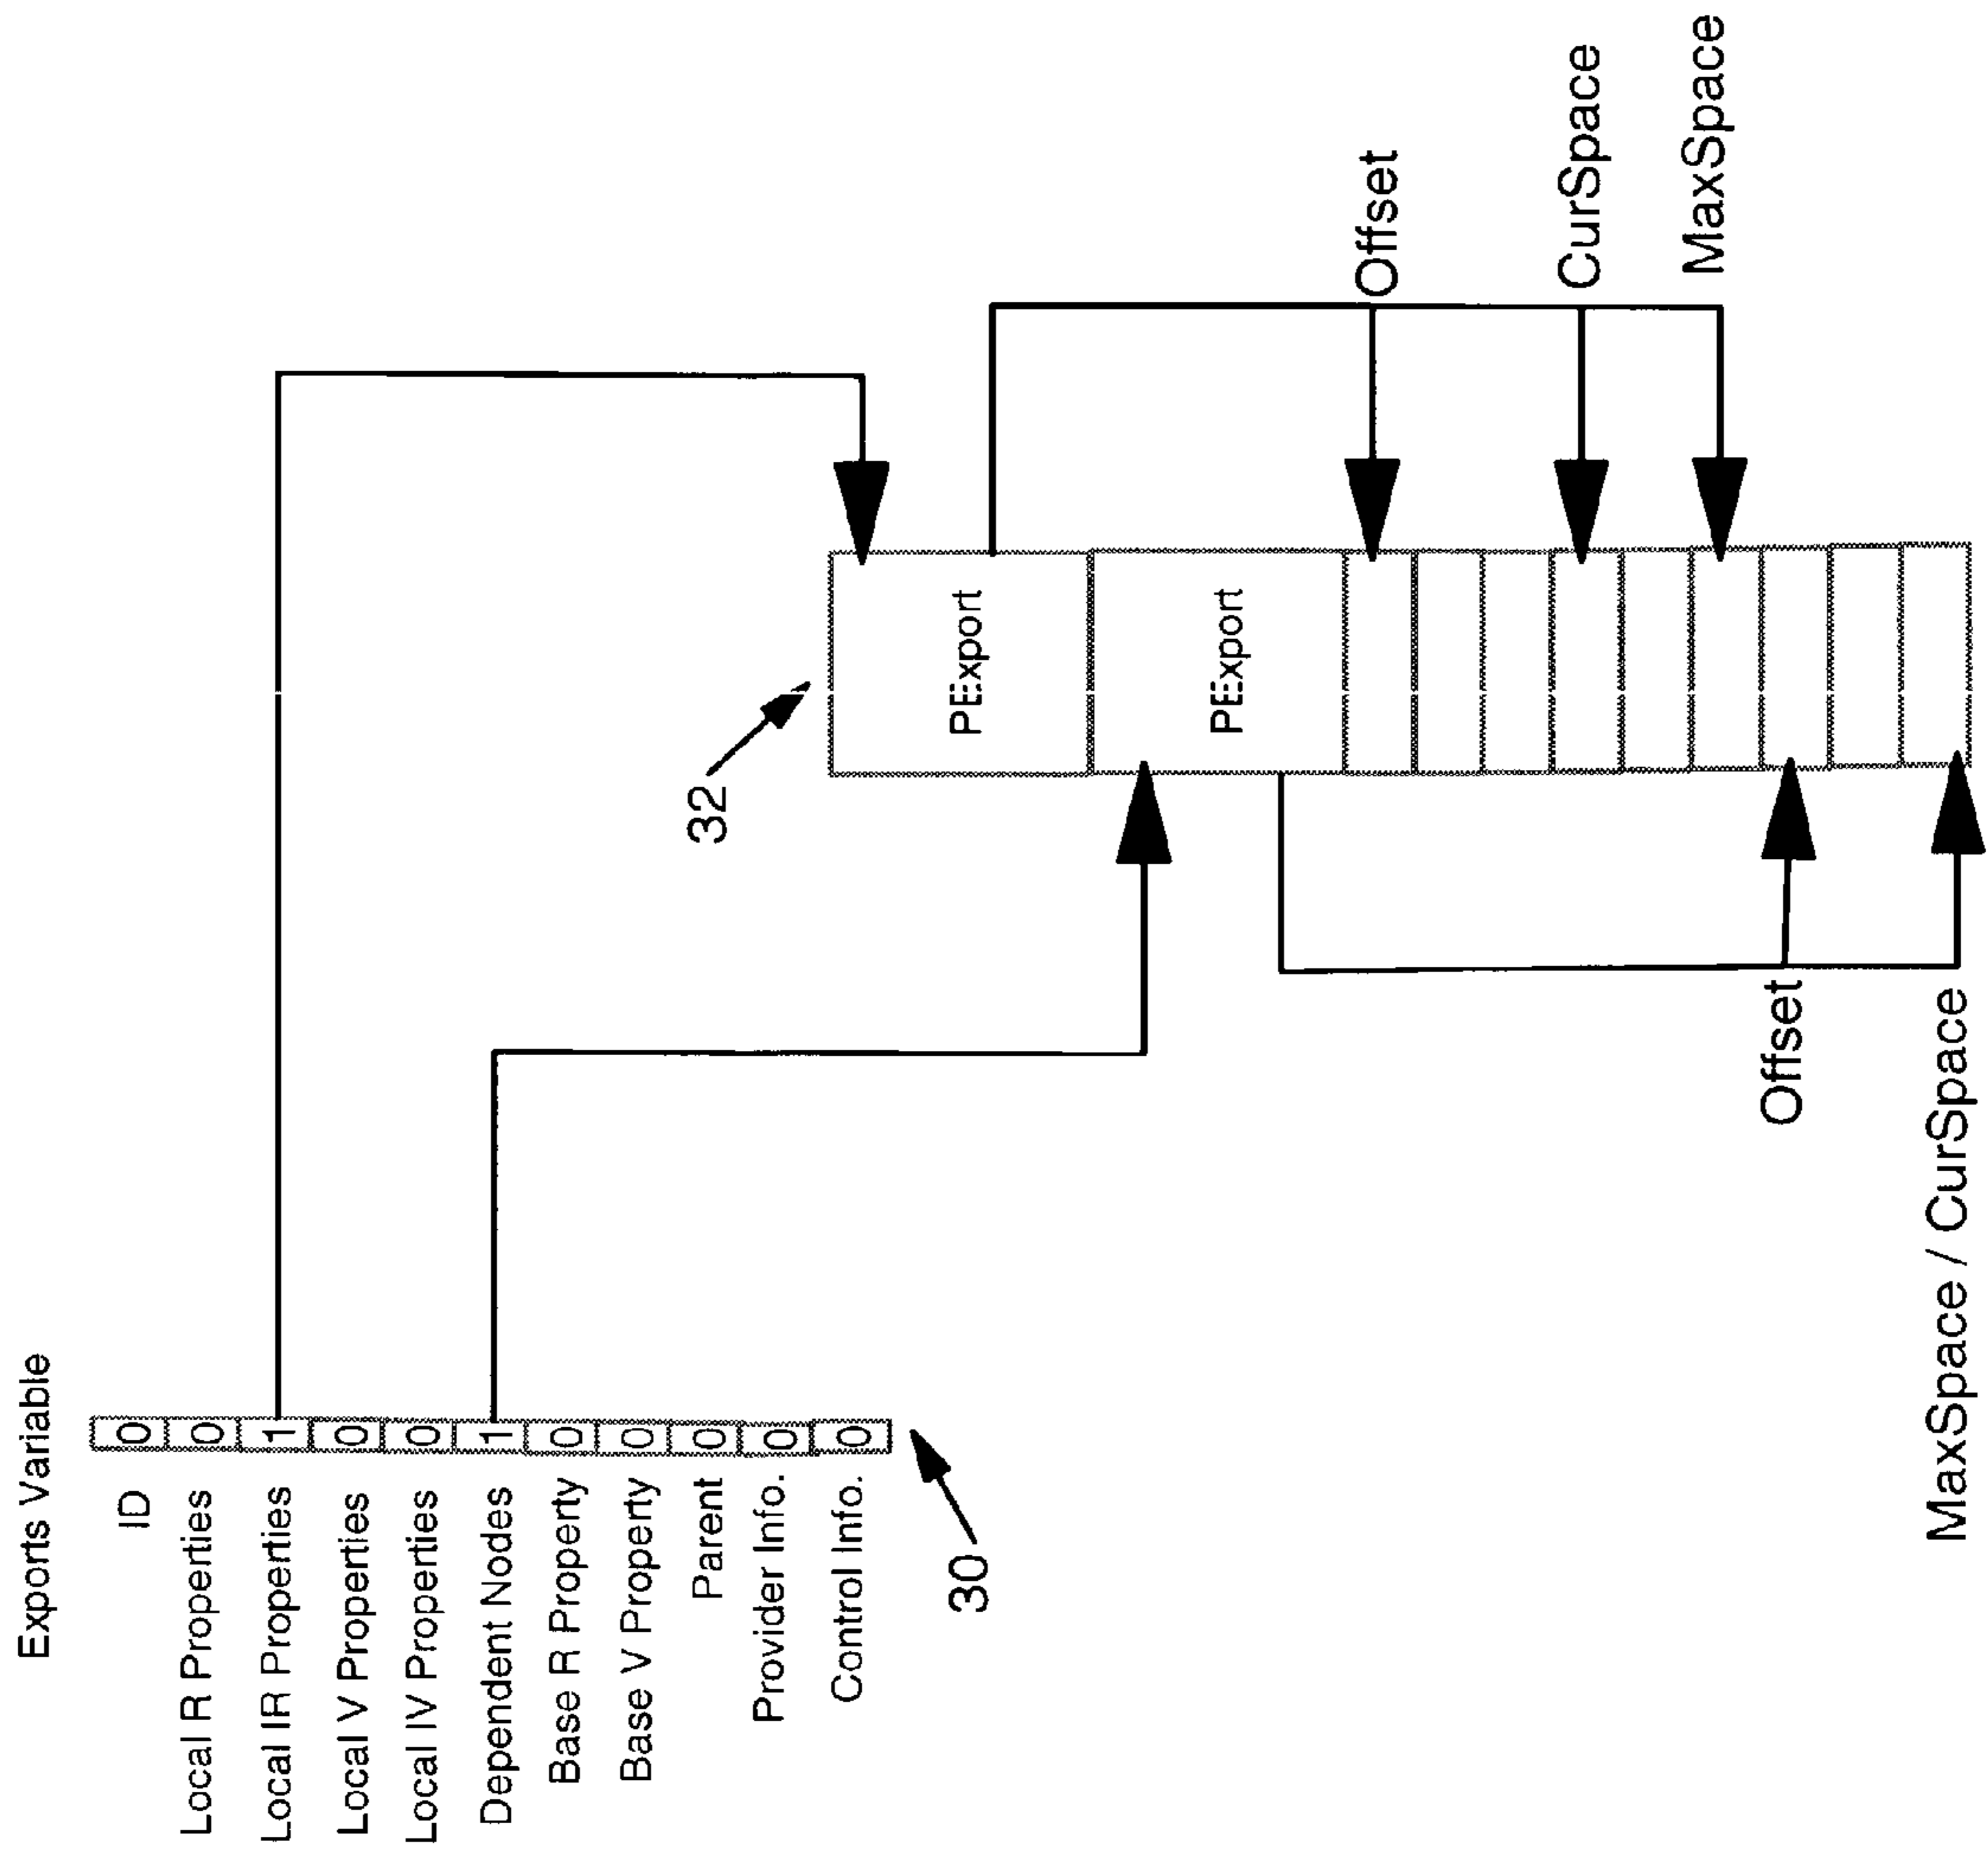 Exports Variable
ID 0
Local R Properties 0
Local IR Properties 1
Local V Properties 0
Local IV Properties 0
Dependent Nodes 1
Base R Property 0
Base V Property 0
Parent 0
Provider Info. 0
Control Info. 0
30
32
PExport
PExport
Offset
CurSpace
MaxSpace
Offset
MaxSpace / CurSpace